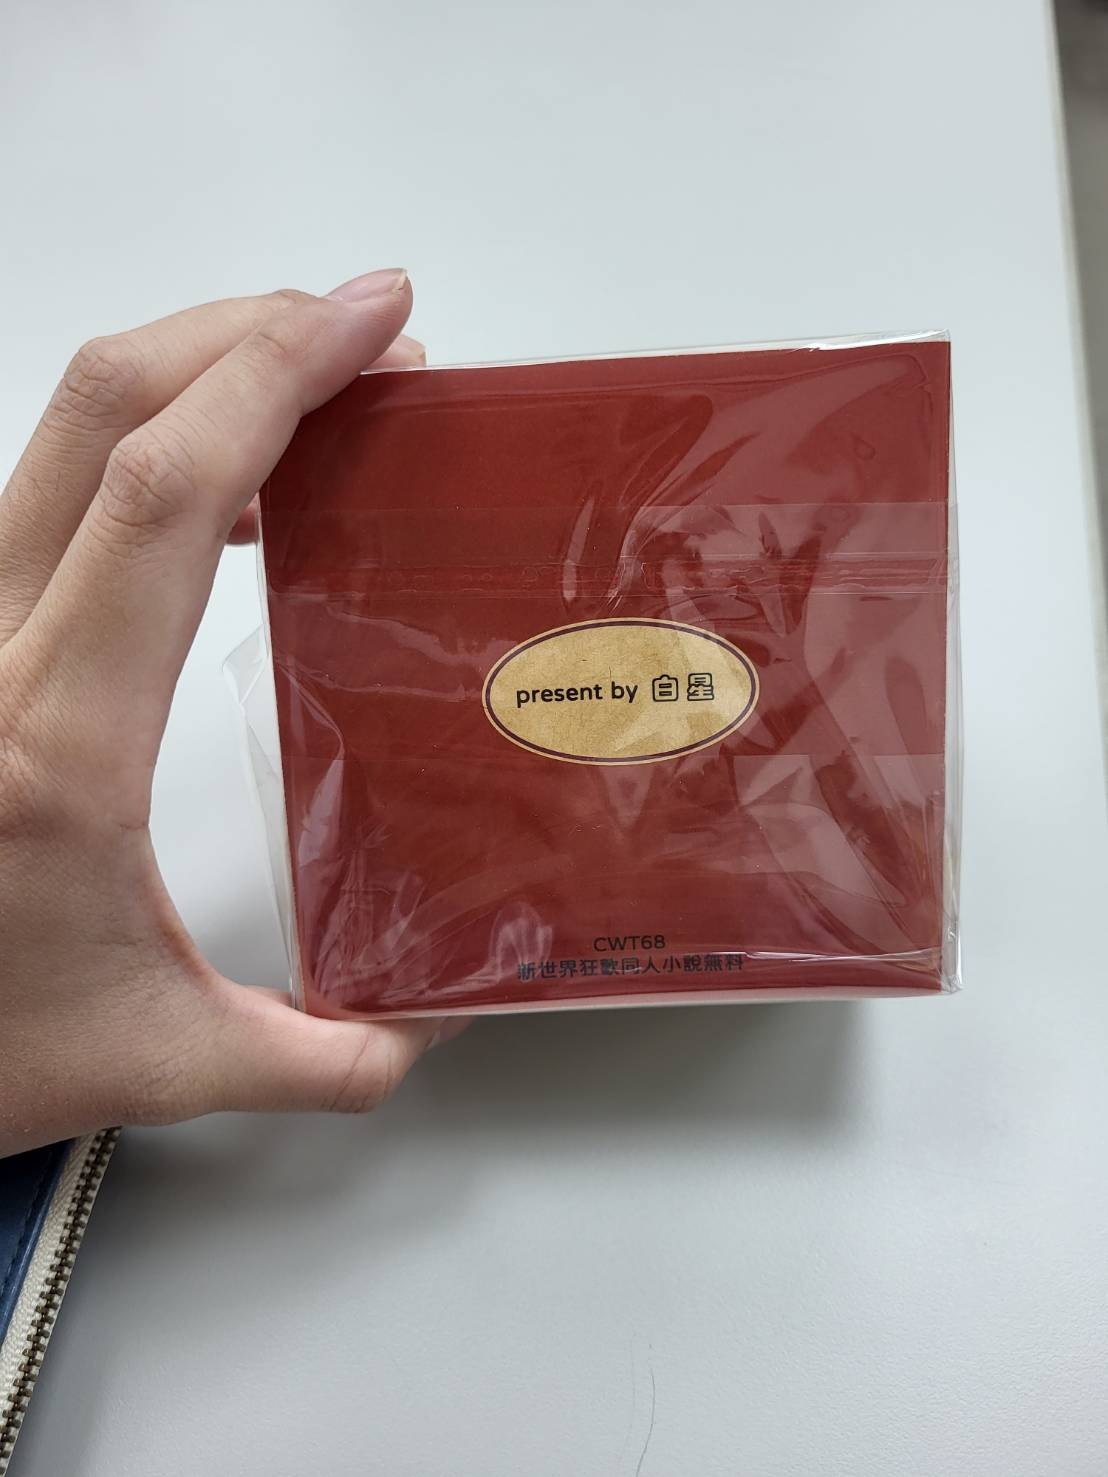 present by 白星
CWT68
新世界狂歡同人小說無料